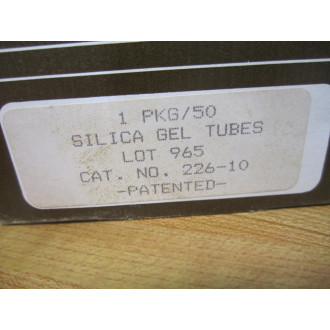 1 PKG/50
SILICA GEL TUBES
LOT 965
CAT. NO. 226-10
-PATENTED-